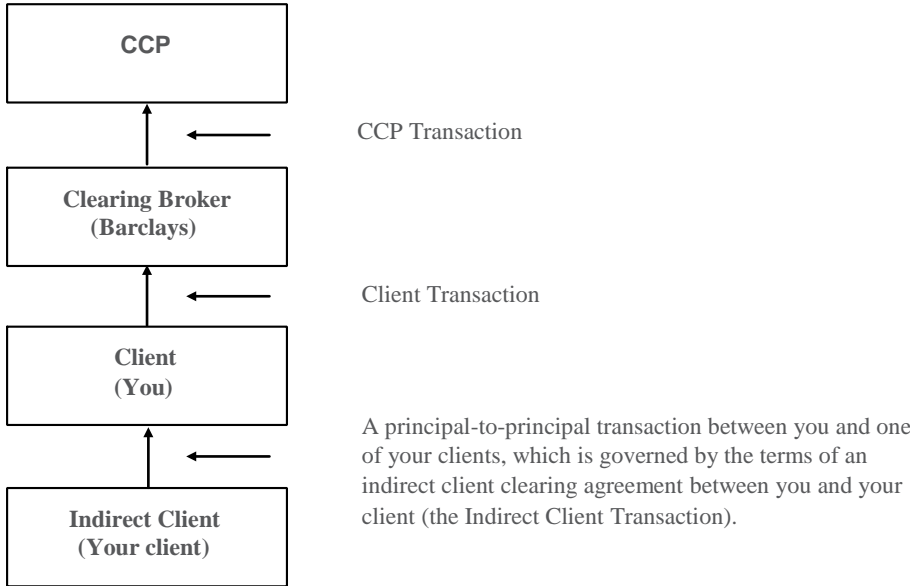 CCP
CCP Transaction
Clearing Broker
(Barclays)
Client Transaction
Client
(You)
A principal-to-principal transaction between you and one
of your clients, which is governed by the terms of an
indirect client clearing agreement between you and your
client (the Indirect Client Transaction).
Indirect Client
(Your client)